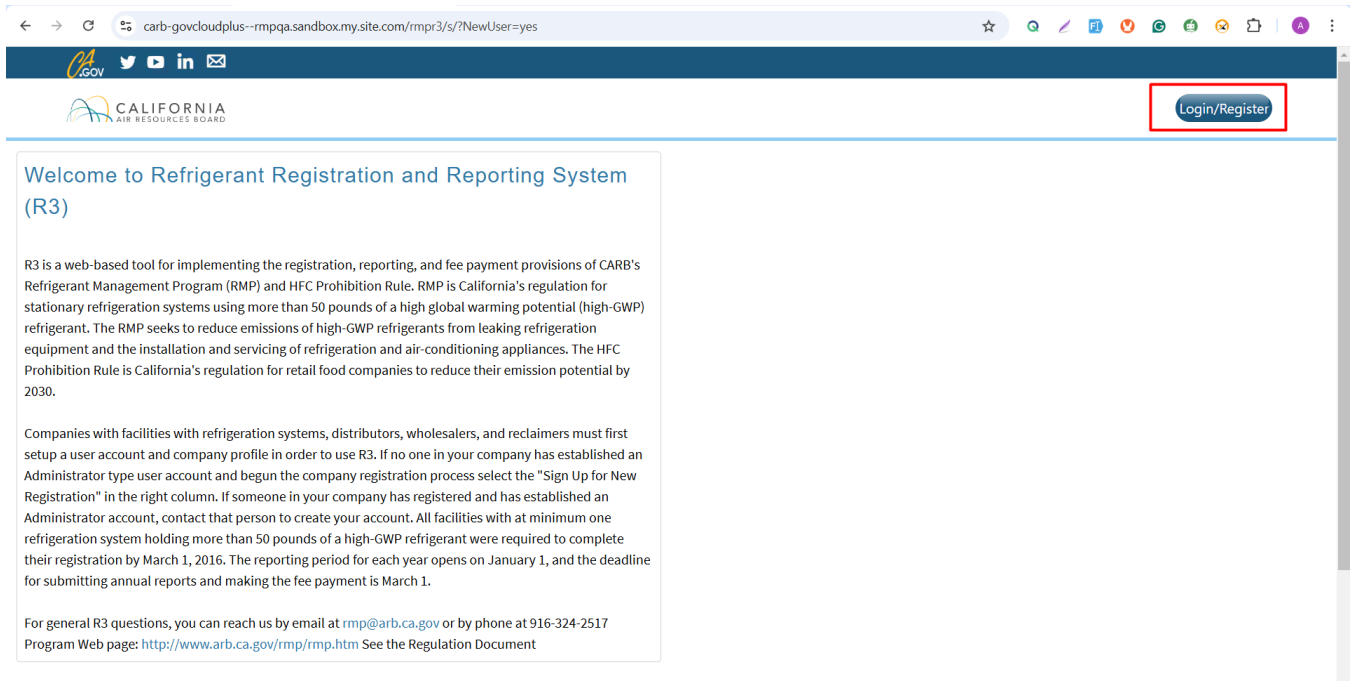 carb-govcloudplus--rmpqa.sandbox.my.site.com/rmpr3/s/?NewUser=yes
A
CA
.GOV
CALIFORNIA
AIR RESOURCES BOARD
Login/Register
Welcome to Refrigerant Registration and Reporting System
(R3)
R3 is a web-based tool for implementing the registration, reporting, and fee payment provisions of CARB's
Refrigerant Management Program (RMP) and HFC Prohibition Rule. RMP is California's regulation for
stationary refrigeration systems using more than 50 pounds of a high global warming potential (high-GWP)
refrigerant. The RMP seeks to reduce emissions of high-GWP refrigerants from leaking refrigeration
equipment and the installation and servicing of refrigeration and air-conditioning appliances. The HFC
Prohibition Rule is California's regulation for retail food companies to reduce their emission potential by
2030.
Companies with facilities with refrigeration systems, distributors, wholesalers, and reclaimers must first
setup a user account and company profile in order to use R3. If no one in your company has established an
Administrator type user account and begun the company registration process select the "Sign Up for New
Registration" in the right column. If someone in your company has registered and has established an
Administrator account, contact that person to create your account. All facilities with at minimum one
refrigeration system holding more than 50 pounds of a high-GWP refrigerant were required to complete
their registration by March 1, 2016. The reporting period for each year opens on January 1, and the deadline
for submitting annual reports and making the fee payment is March 1.
For general R3 questions, you can reach us by email at rmp@arb.ca.gov or by phone at 916-324-2517
Program Web page: http://www.arb.ca.gov/rmp/rmp.htm See the Regulation Document